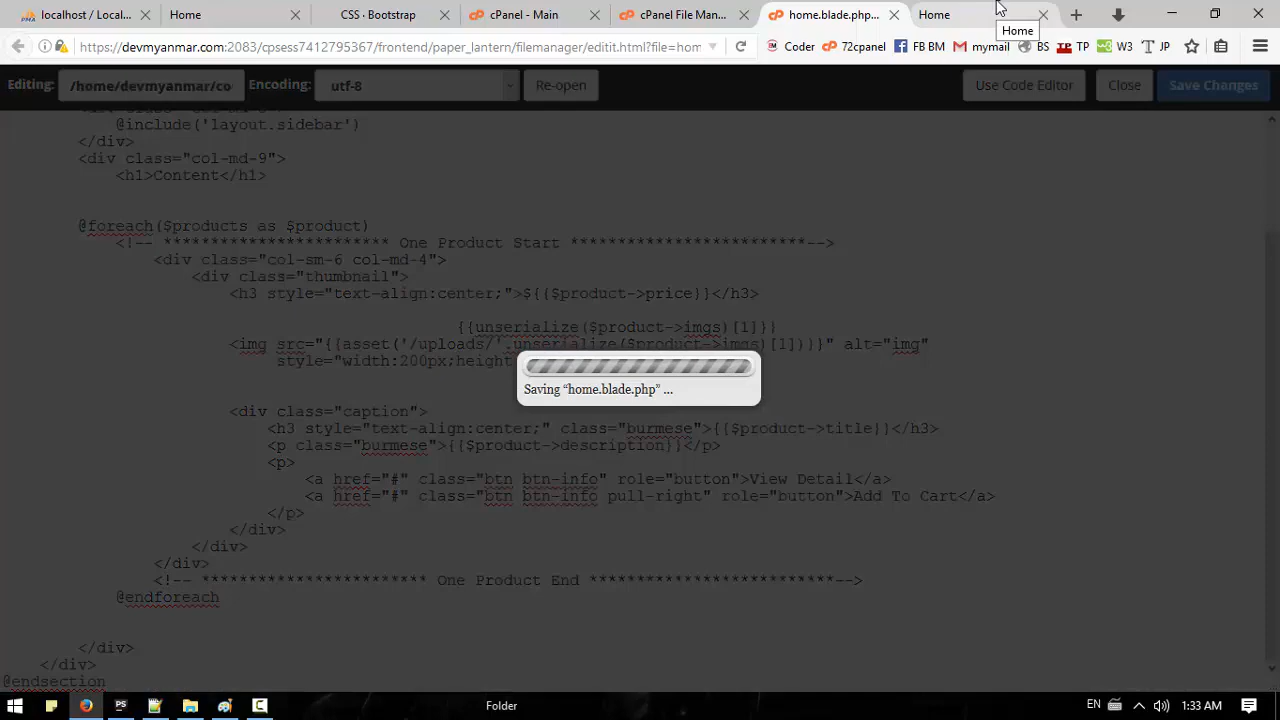 localhost / Local...
Home
CSS · Bootstrap
cPanel - Main
cPanel File Man...
home.blade.php...
Home
https://devmyanmar.com:2083/cpsess7412795367/frontend/paper_lantern/filemanager/editit.html?file=hom
Coder
72cpanel
FB BM
mymail
BS
TP
W3
JP
Home
Editing:
/home/devmyanmar/co
Encoding:
utf-8
Re-open
Use Code Editor
Close
Save Changes
@include('layout.sidebar')
</div>
<div class="col-md-9">
<h1>Content</h1>
@foreach($products as $product)
<!-- ************************ One Product Start *************************-->
<div class="col-sm-6 col-md-4">
<div class="thumbnail">
<h3 style="text-align:center;">${{$product->price}}</h3>
{{unserialize($product->imgs)[1]}}
<img src="{{asset('/uploads/'.unserialize($product->imgs)[1])}}" alt="img"
style="width:200px;height
Saving “home.blade.php” ...
<div class="caption">
<h3 style="text-align:center;" class="burmese">{{$product->title}}</h3>
<p class="burmese">{{$product->description}}</p>
<p>
<a href="#" class="btn btn-info" role="button">View Detail</a>
<a href="#" class="btn btn-info pull-right" role="button">Add To Cart</a>
</p>
</div>
</div>
</div>
<!-- ************************ One Product End **************************-->
@endforeach
</div>
</div>
@endsection
Folder
EN
1:33 AM